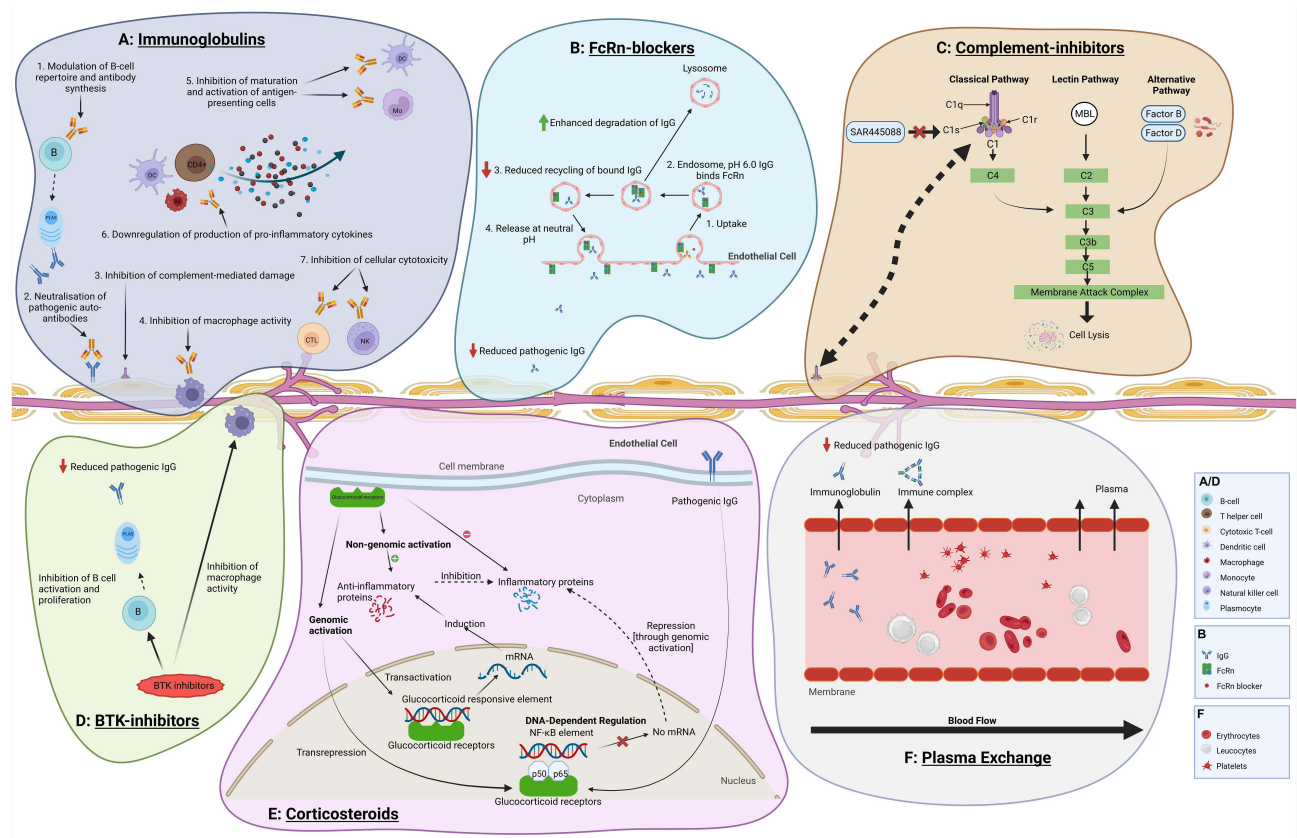 A: Immunoglobulins
1. Modulation of B-cell
repertoire and antibody
synthesis
5. Inhibition of maturation
and activation of antigen-
presenting cells
DC
Mo
B
DC
CD4+
PLAS
6. Downregulation of production of pro-inflammatory cytokines
3. Inhibition of complement-mediated damage
7. Inhibition of cellular cytotoxicity
2. Neutralisation of
pathogenic auto-
antibodies
4. Inhibition of macrophage activity
CTL
NK
B: FcRn-blockers
Lysosome
Enhanced degradation of IgG
3. Reduced recycling of bound IgG
2. Endosome, pH 6.0 IgG
binds FcRn
4. Release at neutral
pH
1. Uptake
Endothelial Cell
Reduced pathogenic IgG
C: Complement-inhibitors
Classical Pathway
Lectin Pathway
Alternative
Pathway
C1q
SAR445088
C1s
C1r
C1
MBL
Factor B
Factor D
C4
C2
C3
C3b
C5
Membrane Attack Complex
Cell Lysis
Reduced pathogenic IgG
PLAS
Inhibition of B cell
activation and
proliferation
Inhibition of
macrophage
activity
B
BTK inhibitors
D: BTK-inhibitors
Endothelial Cell
Cell membrane
Glucocorticoid receptors
Cytoplasm
Pathogenic IgG
Non-genomic activation
Anti-inflammatory
proteins
Inhibition
Inflammatory proteins
Genomic
activation
Induction
Repression
[through genomic
activation]
mRNA
Transactivation
Glucocorticoid responsive element
Glucocorticoid receptors
DNA-Dependent Regulation
NF-κB element
No mRNA
Transrepression
p50
p65
Glucocorticoid receptors
Nucleus
E: Corticosteroids
Reduced pathogenic IgG
Immunoglobulin
Immune complex
Plasma
Membrane
Blood Flow
F: Plasma Exchange
A/D
B-cell
T helper cell
Cytotoxic T-cell
Dendritic cell
Macrophage
Monocyte
Natural killer cell
Plasmocyte
B
IgG
FcRn
FcRn blocker
F
Erythrocytes
Leucocytes
Platelets